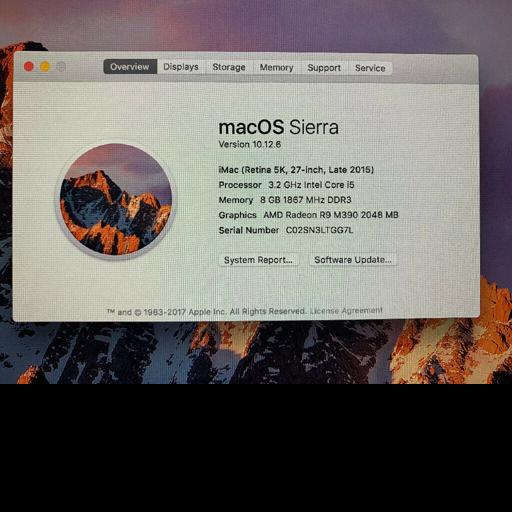 Overview Displays Storage Memory Support Service
macOS Sierra
Version 10.12.6
iMac (Retina 5K, 27-inch, Late 2015)
Processor 3.2 GHz Intel Core i5
Memory 8 GB 1867 MHz DDR3
Graphics AMD Radeon R9 M390 2048 MB
Serial Number C02SN3LTGG7L
System Report... Software Update...
™ and © 1983-2017 Apple Inc. All Rights Reserved. License Agreement